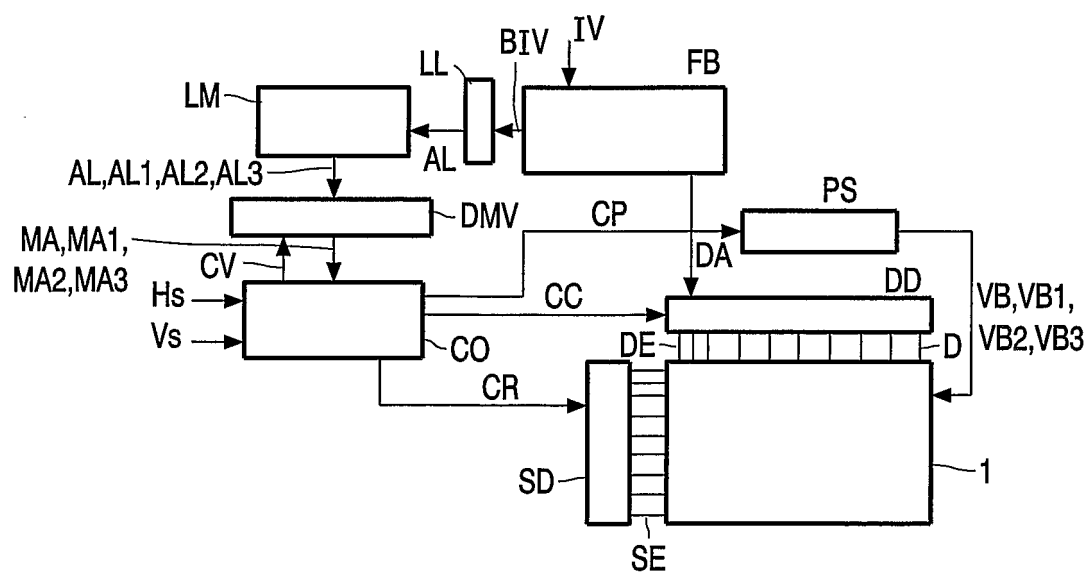 IV
BIV
FB
LL
LM
AL
AL,AL1,AL2,AL3
PS
DMV
CP
MA,MA1,
MA2,MA3
CV
DA
DD
Hs
CC
VB,VB1,
VB2,VB3
Vs
CO
DE
D
CR
SD
1
SE